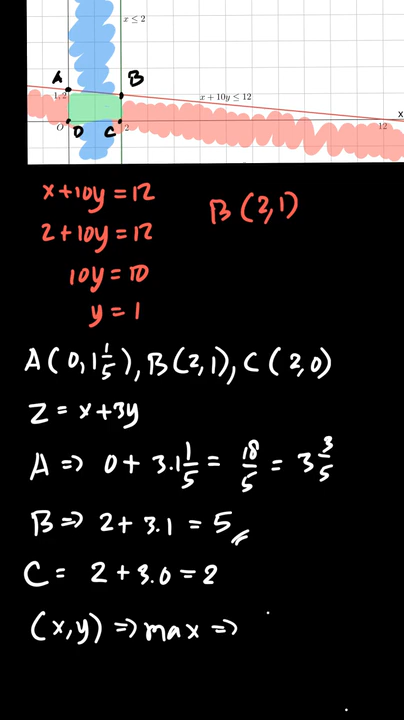 x ≤ 2
A
B
1.2
x + 10y ≤ 12
x
O
D
C
2
12
x+10y = 12
B (2,1)
2+10y = 12
10y = 10
y = 1
A(0,1 1/5), B(2,1), C(2,0)
Z = x+3y
A => 0 + 3.1 1/5 = 18/5 = 3 3/5
B => 2 + 3.1 = 5
C = 2 + 3.0 = 2
(x,y) => max =>